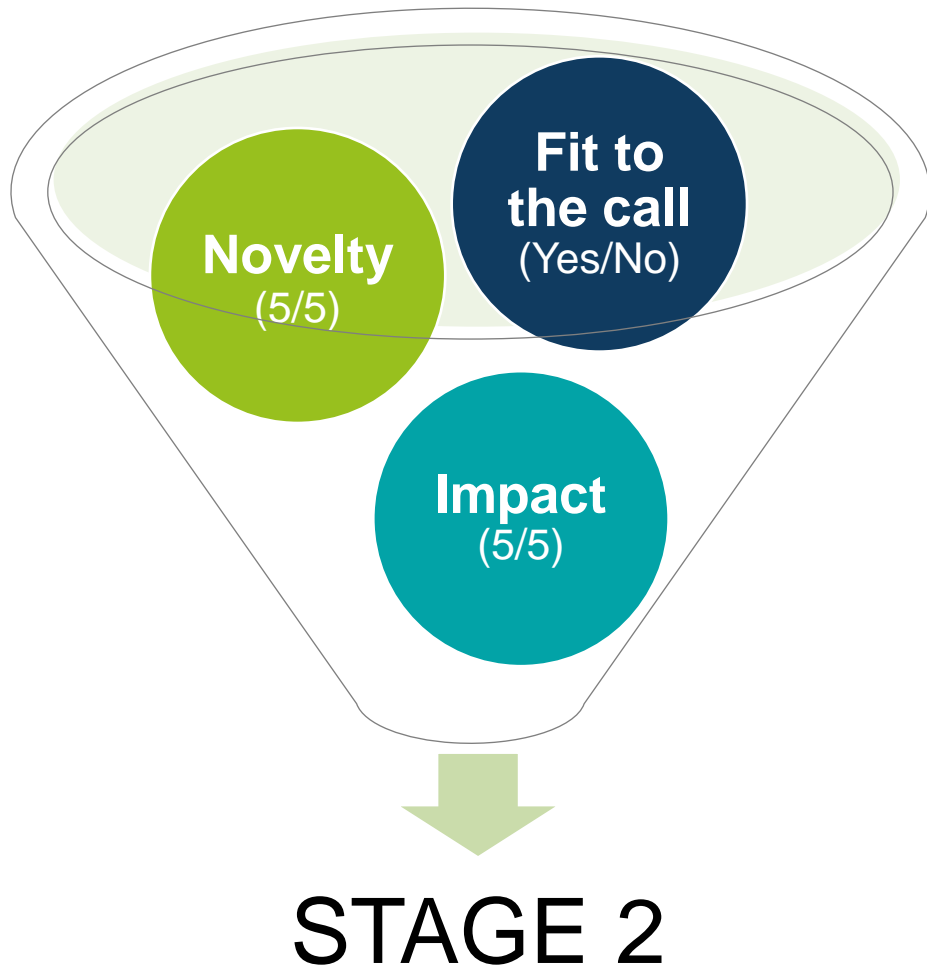 Fit to
the call
(Yes/No)
Novelty
(5/5)
Impact
(5/5)
STAGE 2